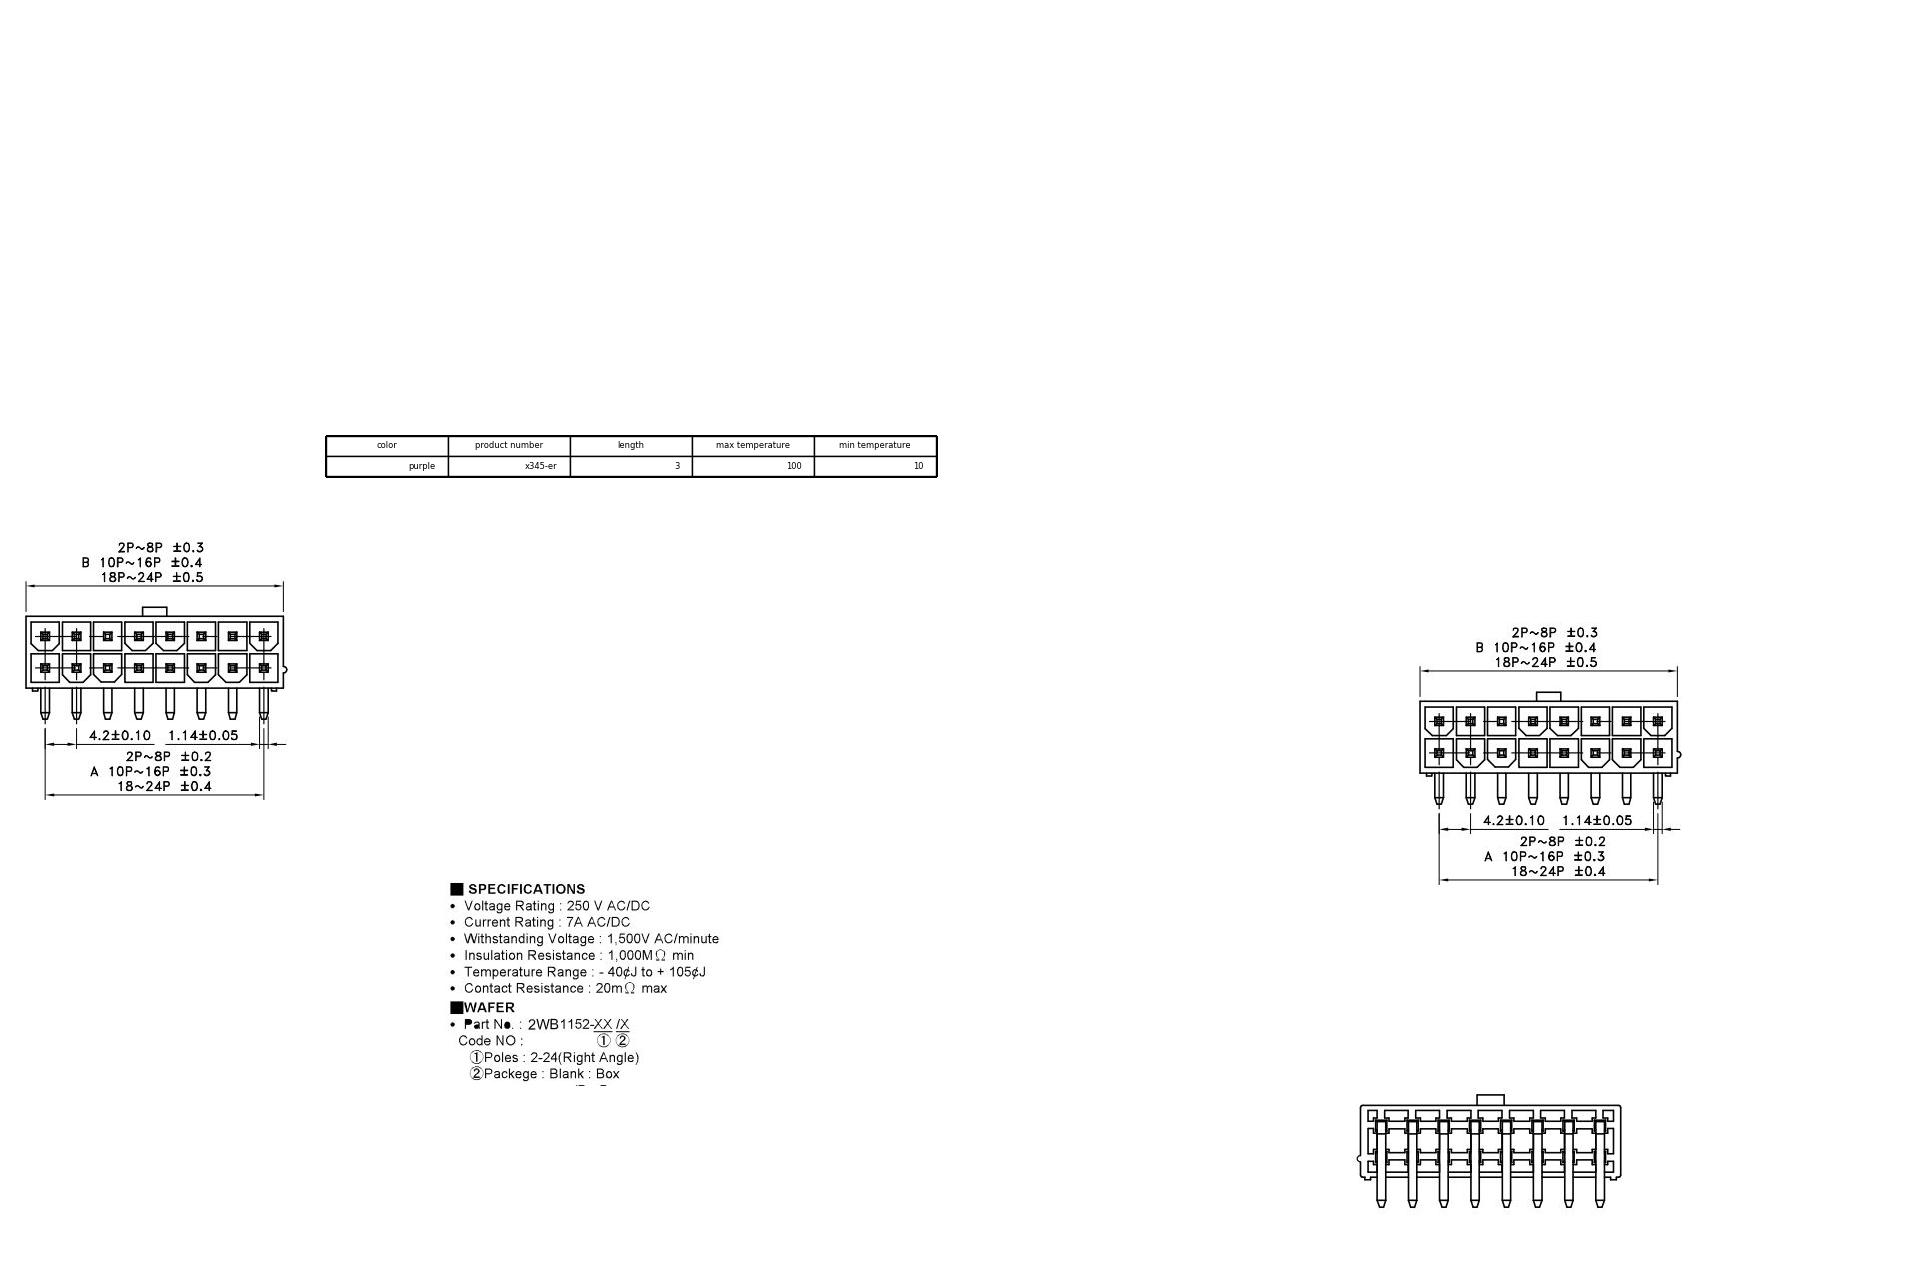 color product number length max temperature min temperature
purple x345-er 3 100 10
2P~8P ±0.3
B 10P~16P ±0.4
18P~24P ±0.5
4.2±0.10 1.14±0.05
2P~8P ±0.2
A 10P~16P ±0.3
18~24P ±0.4
2P~8P ±0.3
B 10P~16P ±0.4
18P~24P ±0.5
4.2±0.10 1.14±0.05
2P~8P ±0.2
A 10P~16P ±0.3
18~24P ±0.4
■ SPECIFICATIONS
• Voltage Rating : 250 V AC/DC
• Current Rating : 7A AC/DC
• Withstanding Voltage : 1,500V AC/minute
• Insulation Resistance : 1,000MΩ min
• Temperature Range : - 40¢J to + 105¢J
• Contact Resistance : 20mΩ max
■WAFER
• Part No. : 2WB1152-XX /X
Code NO : ① ②
①Poles : 2-24(Right Angle)
②Packege : Blank : Box